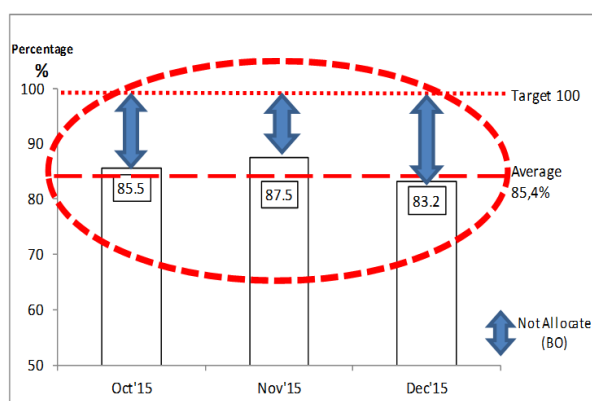 Percentage
%
100
Target 100
90
Average
85,4%
85.5
87.5
83.2
80
70
60
Not Allocate
(BO)
50
Oct'15
Nov'15
Dec'15